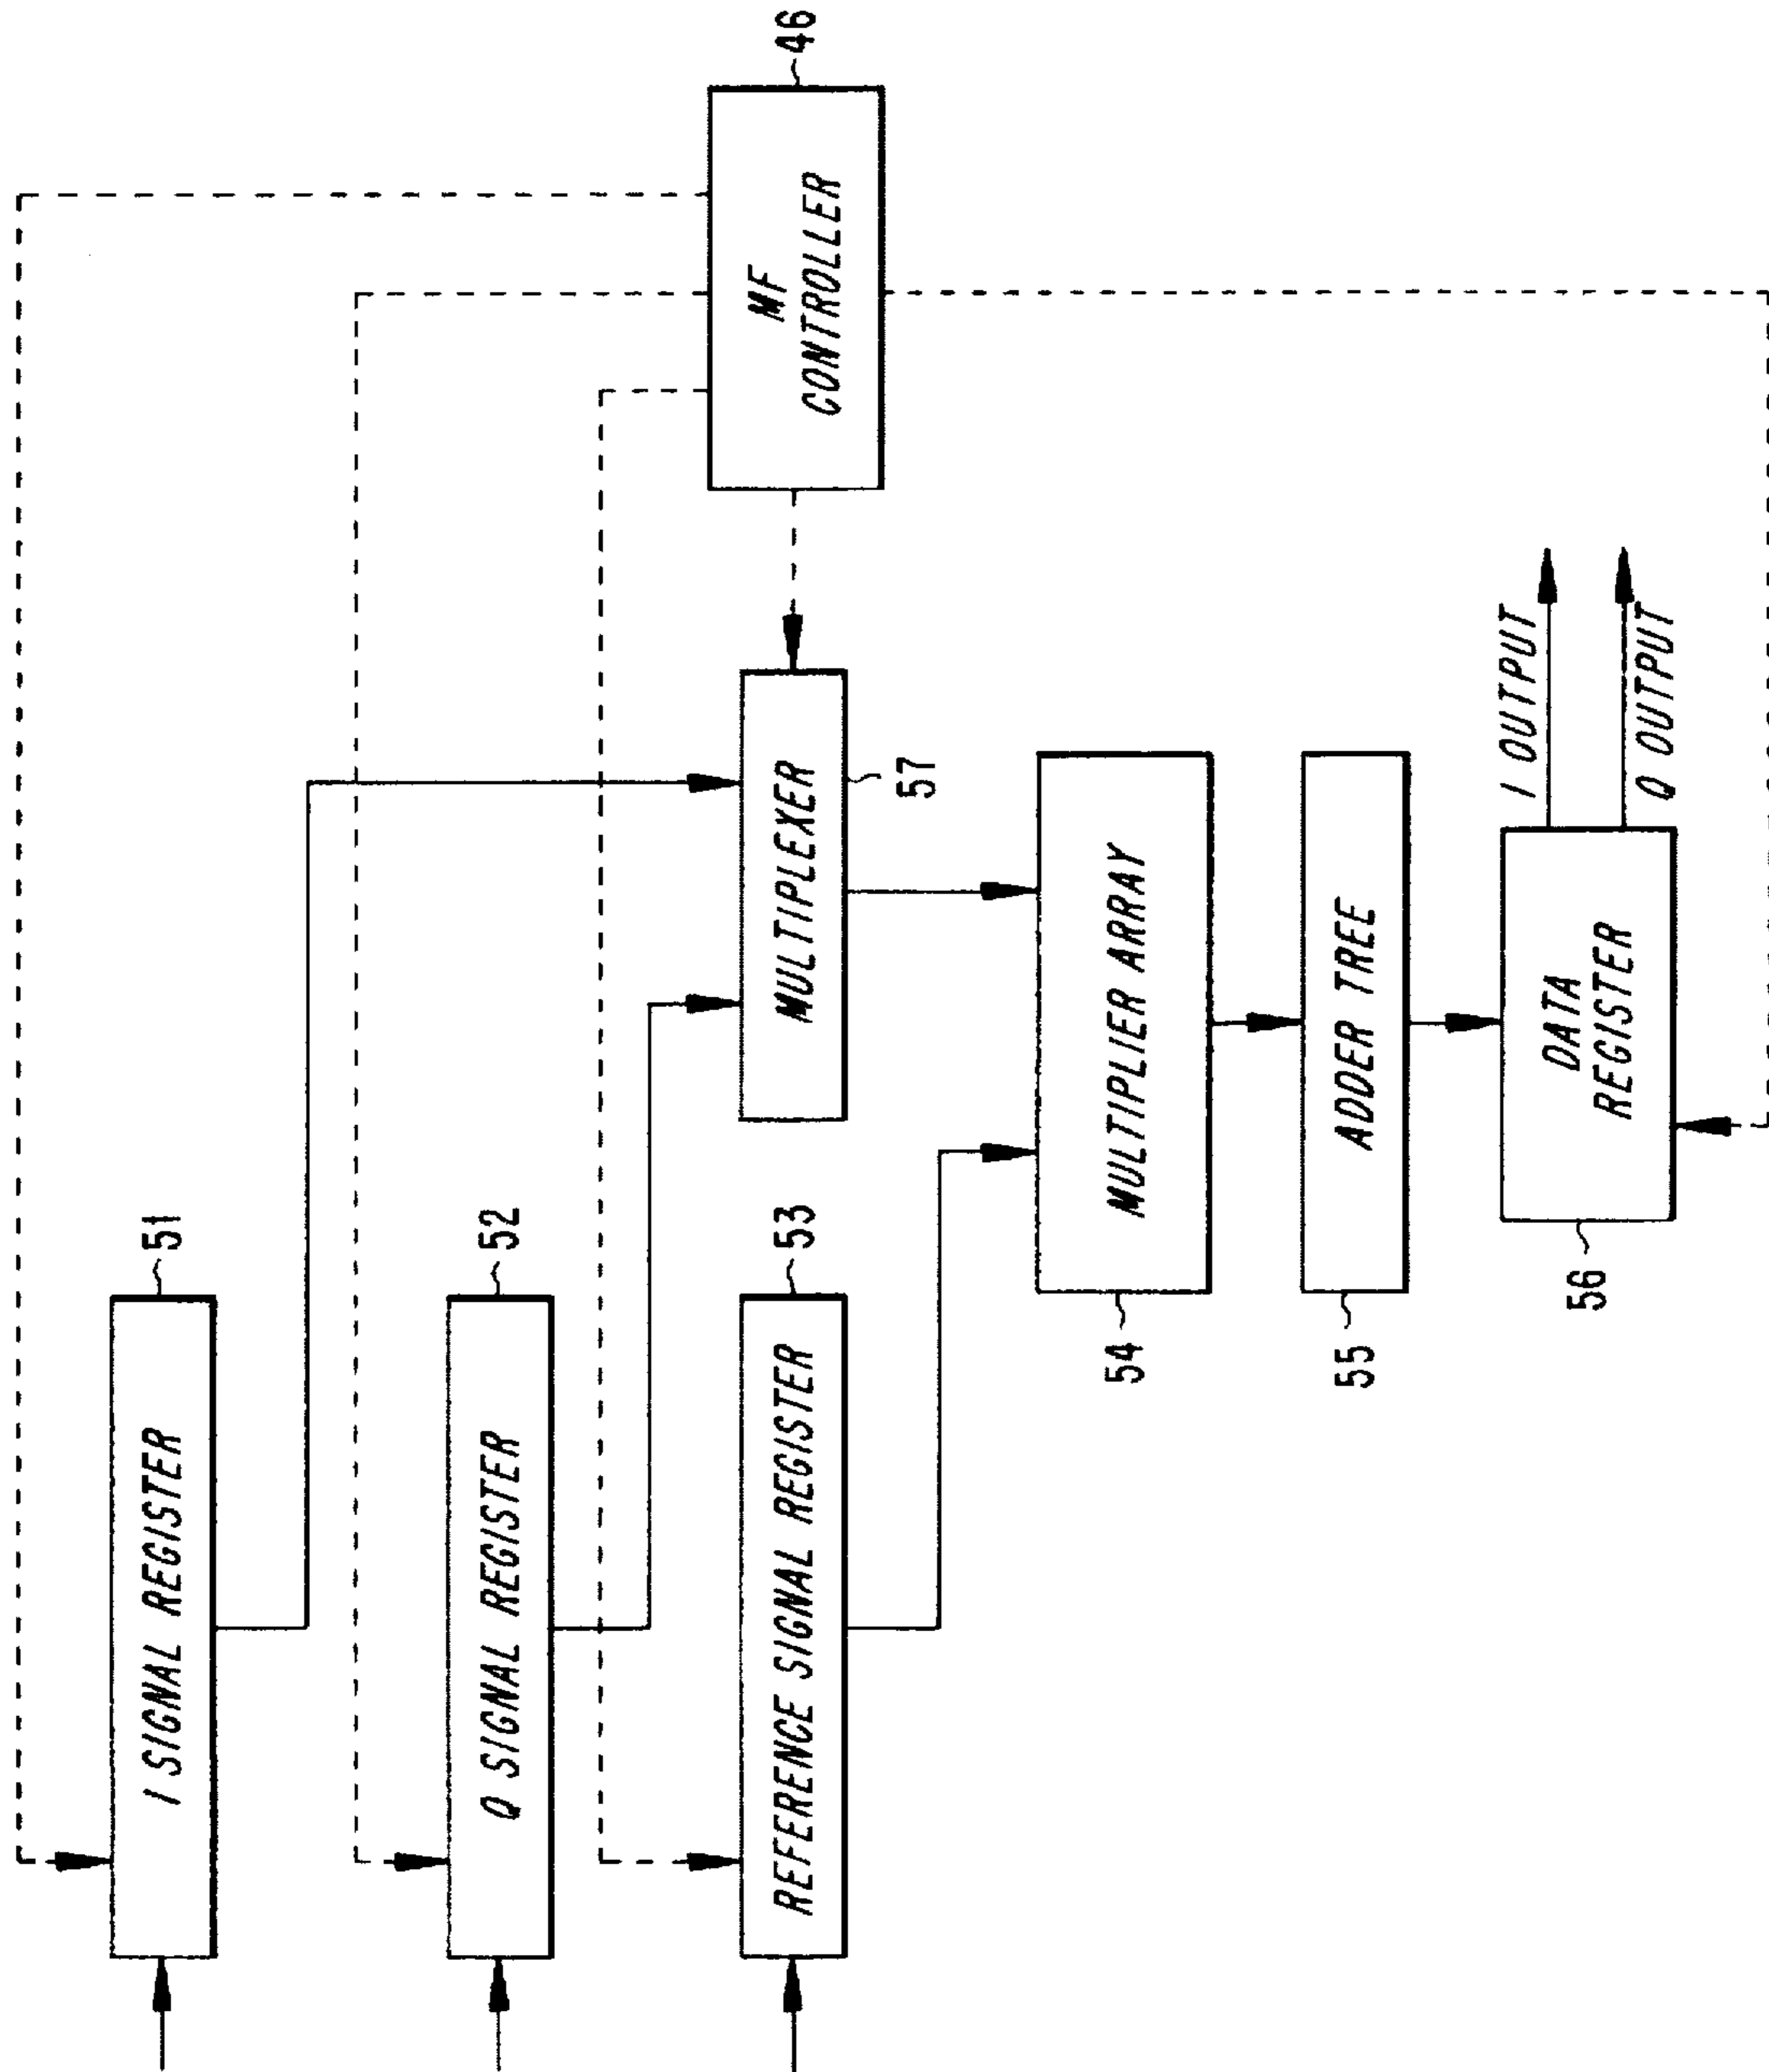 I SIGNAL REGISTER
51
Q SIGNAL REGISTER
52
REFERENCE SIGNAL REGISTER
53
MF
CONTROLLER
46
MULTIPLEXER
57
MULTIPLIER ARRAY
54
ADDER TREE
55
DATA
REGISTER
56
I OUTPUT
Q OUTPUT